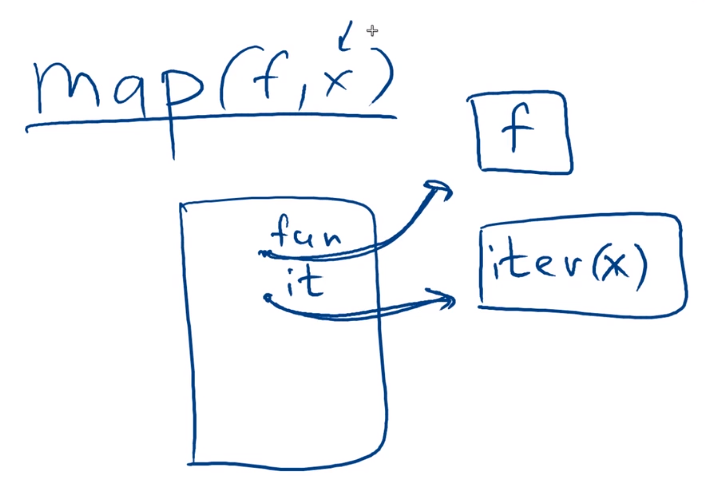 map(f,x)
f
fun
it
iter(x)